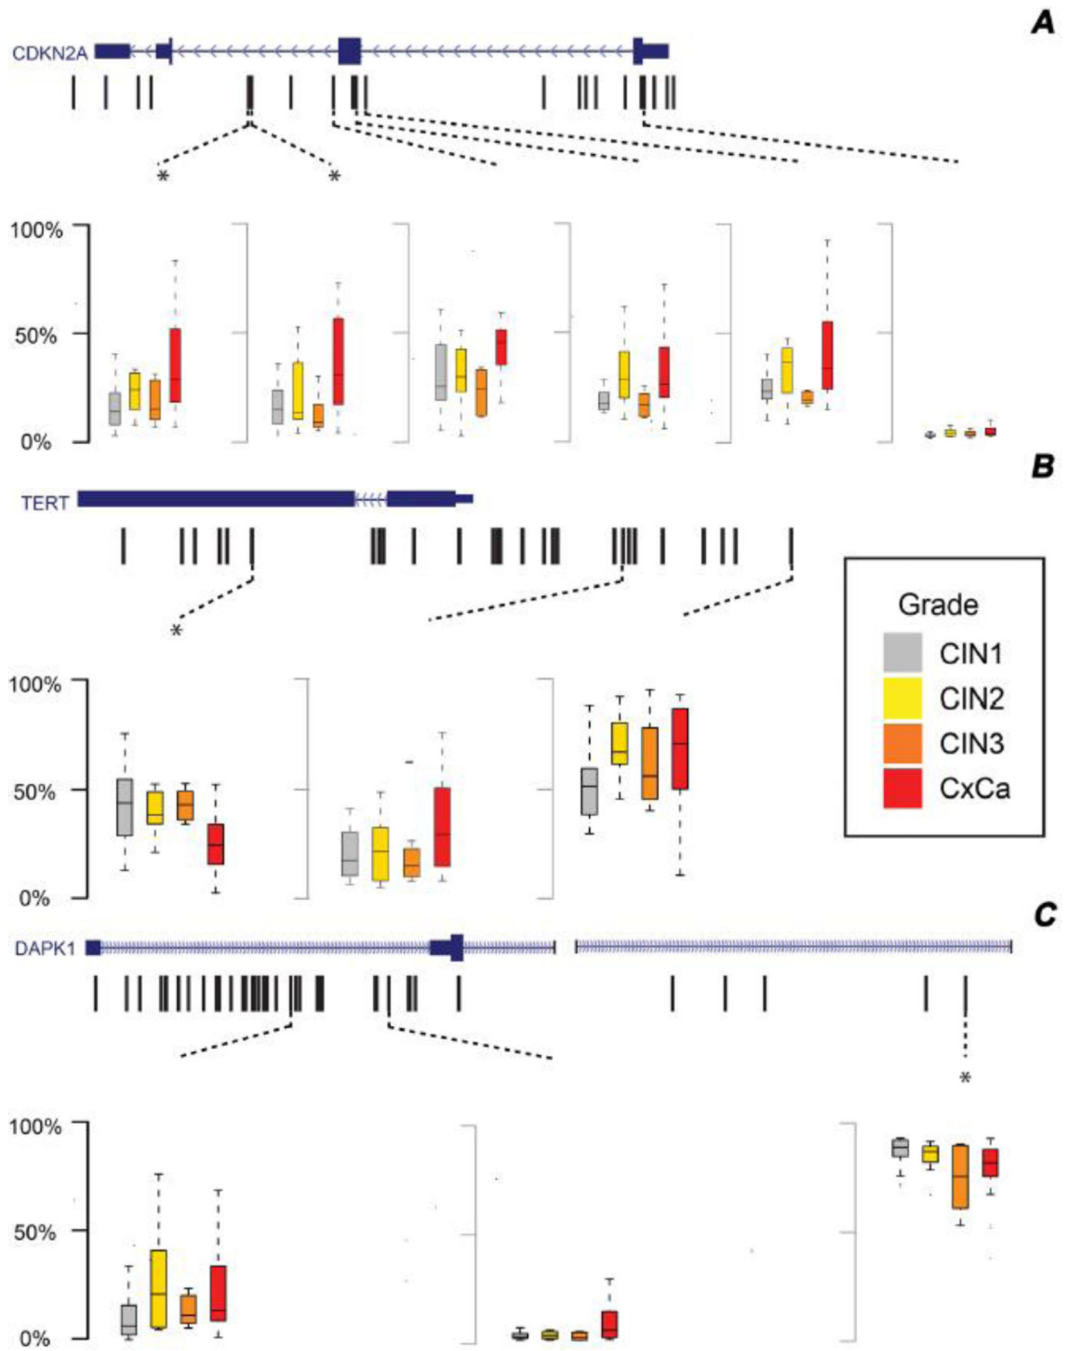 A
CDKN2A
*
*
100%
50%
0%
B
TERT
*
100%
50%
0%
Grade
CIN1
CIN2
CIN3
CxCa
C
DAPK1
*
100%
50%
0%